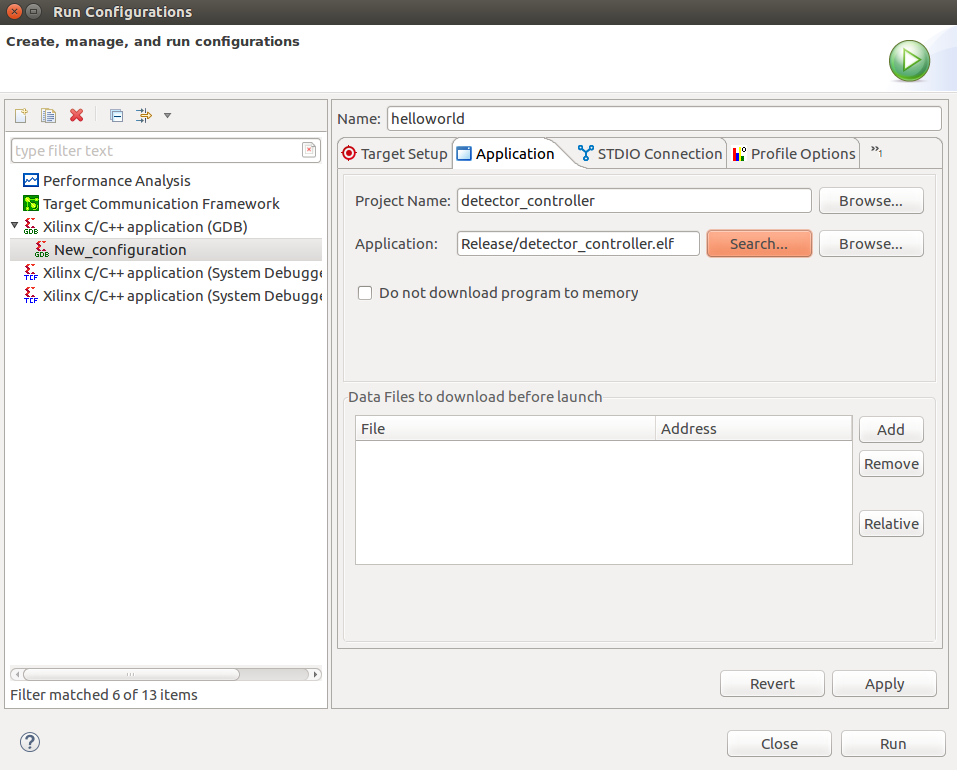 Run Configurations
Create, manage, and run configurations
type filter text
Performance Analysis
Target Communication Framework
Xilinx C/C++ application (GDB)
New_configuration
Xilinx C/C++ application (System Debugge
Xilinx C/C++ application (System Debugge
Filter matched 6 of 13 items
Name: helloworld
Target Setup Application STDIO Connection Profile Options »1
Project Name: detector_controller Browse...
Application: Release/detector_controller.elf Search... Browse...
Do not download program to memory
Data Files to download before launch
File Address
Add
Remove
Relative
Revert Apply
? Close Run